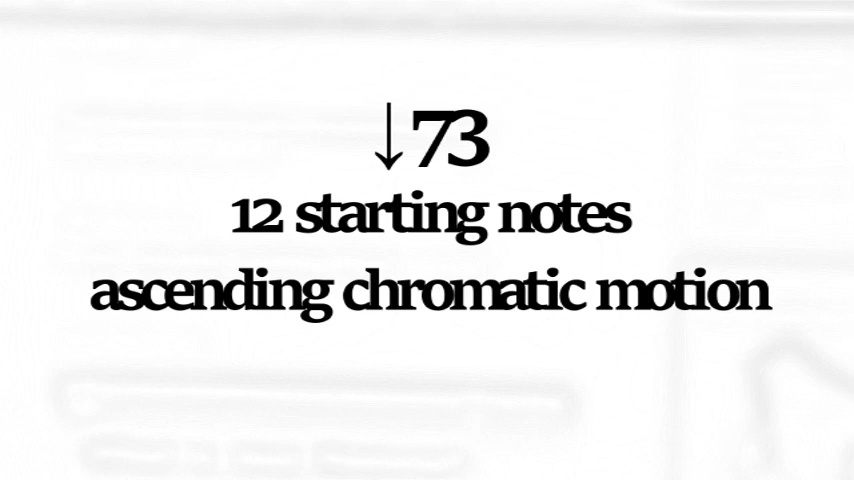 ↓73
12 starting notes
ascending chromatic motion